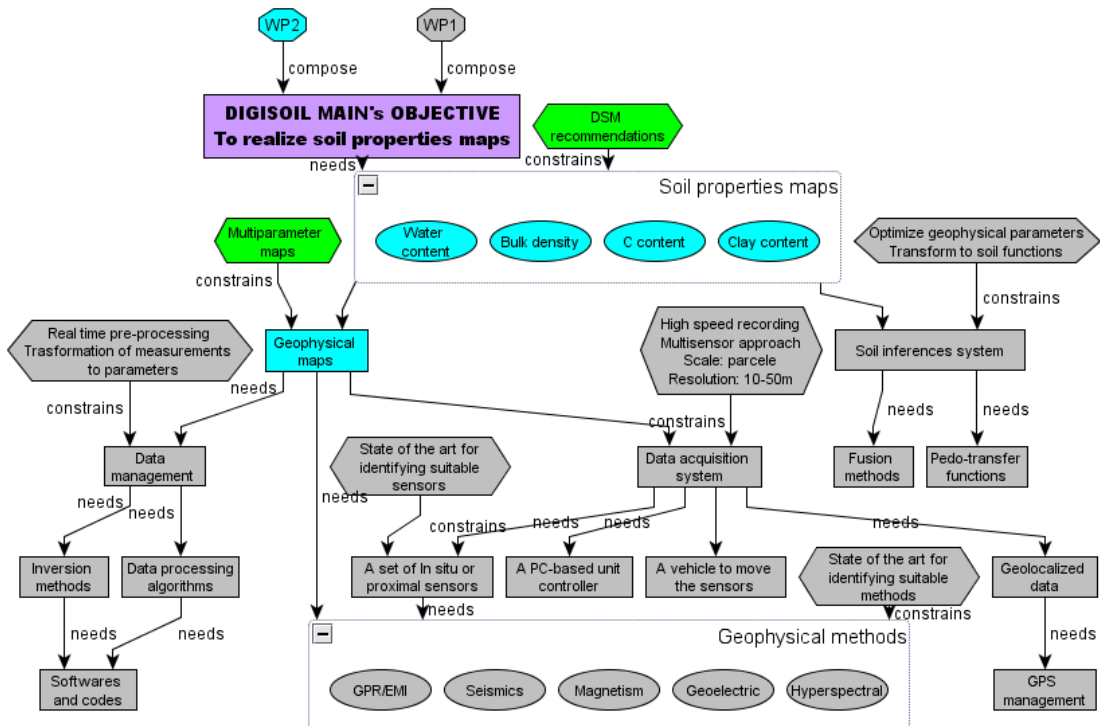 WP2
WP1
compose
compose
DIGISOIL MAIN's OBJECTIVE
To realize soil properties maps
DSM
recommendations
needs
constrains
Soil properties maps
Water
content
Bulk density
C content
Clay content
Multiparameter
maps
Optimize geophysical parameters
Transform to soil functions
constrains
constrains
Real time pre-processing
Trasformation of measurements
to parameters
Geophysical
maps
High speed recording
Multisensor approach
Scale: parcele
Resolution: 10-50m
Soil inferences system
needs
constrains
needs
needs
constrains
State of the art for
identifying suitable
sensors
Data
management
Data acquisition
system
Fusion
methods
Pedo-transfer
functions
needs
needs
needs
constrains
needs
needs
needs
Inversion
methods
Data processing
algorithms
A set of In situ or
proximal sensors
A PC-based unit
controller
A vehicle to move
the sensors
State of the art for
identifying suitable
methods
Geolocalized
data
needs
constrains
needs
needs
needs
Geophysical methods
Softwares
and codes
GPR/EMI
Seismics
Magnetism
Geoelectric
Hyperspectral
GPS
management